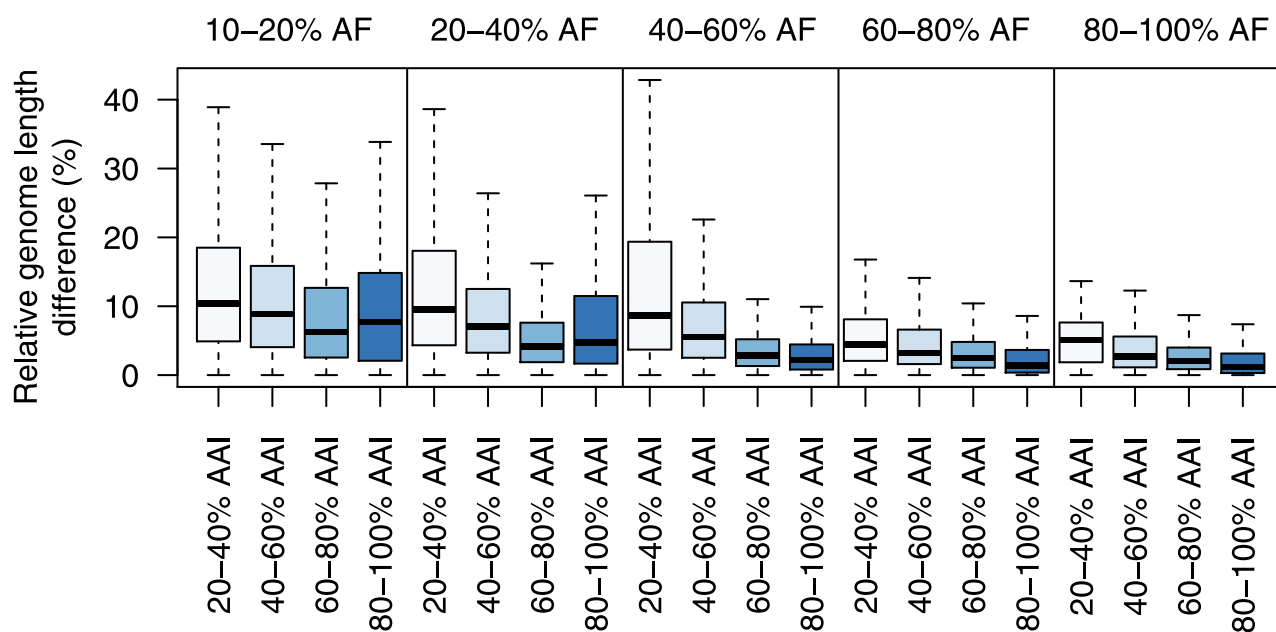 10–20% AF
20–40% AF
40–60% AF
60–80% AF
80–100% AF
Relative genome length
difference (%)
40
30
20
10
0
20–40% AAI
40–60% AAI
60–80% AAI
80–100% AAI
20–40% AAI
40–60% AAI
60–80% AAI
80–100% AAI
20–40% AAI
40–60% AAI
60–80% AAI
80–100% AAI
20–40% AAI
40–60% AAI
60–80% AAI
80–100% AAI
20–40% AAI
40–60% AAI
60–80% AAI
80–100% AAI